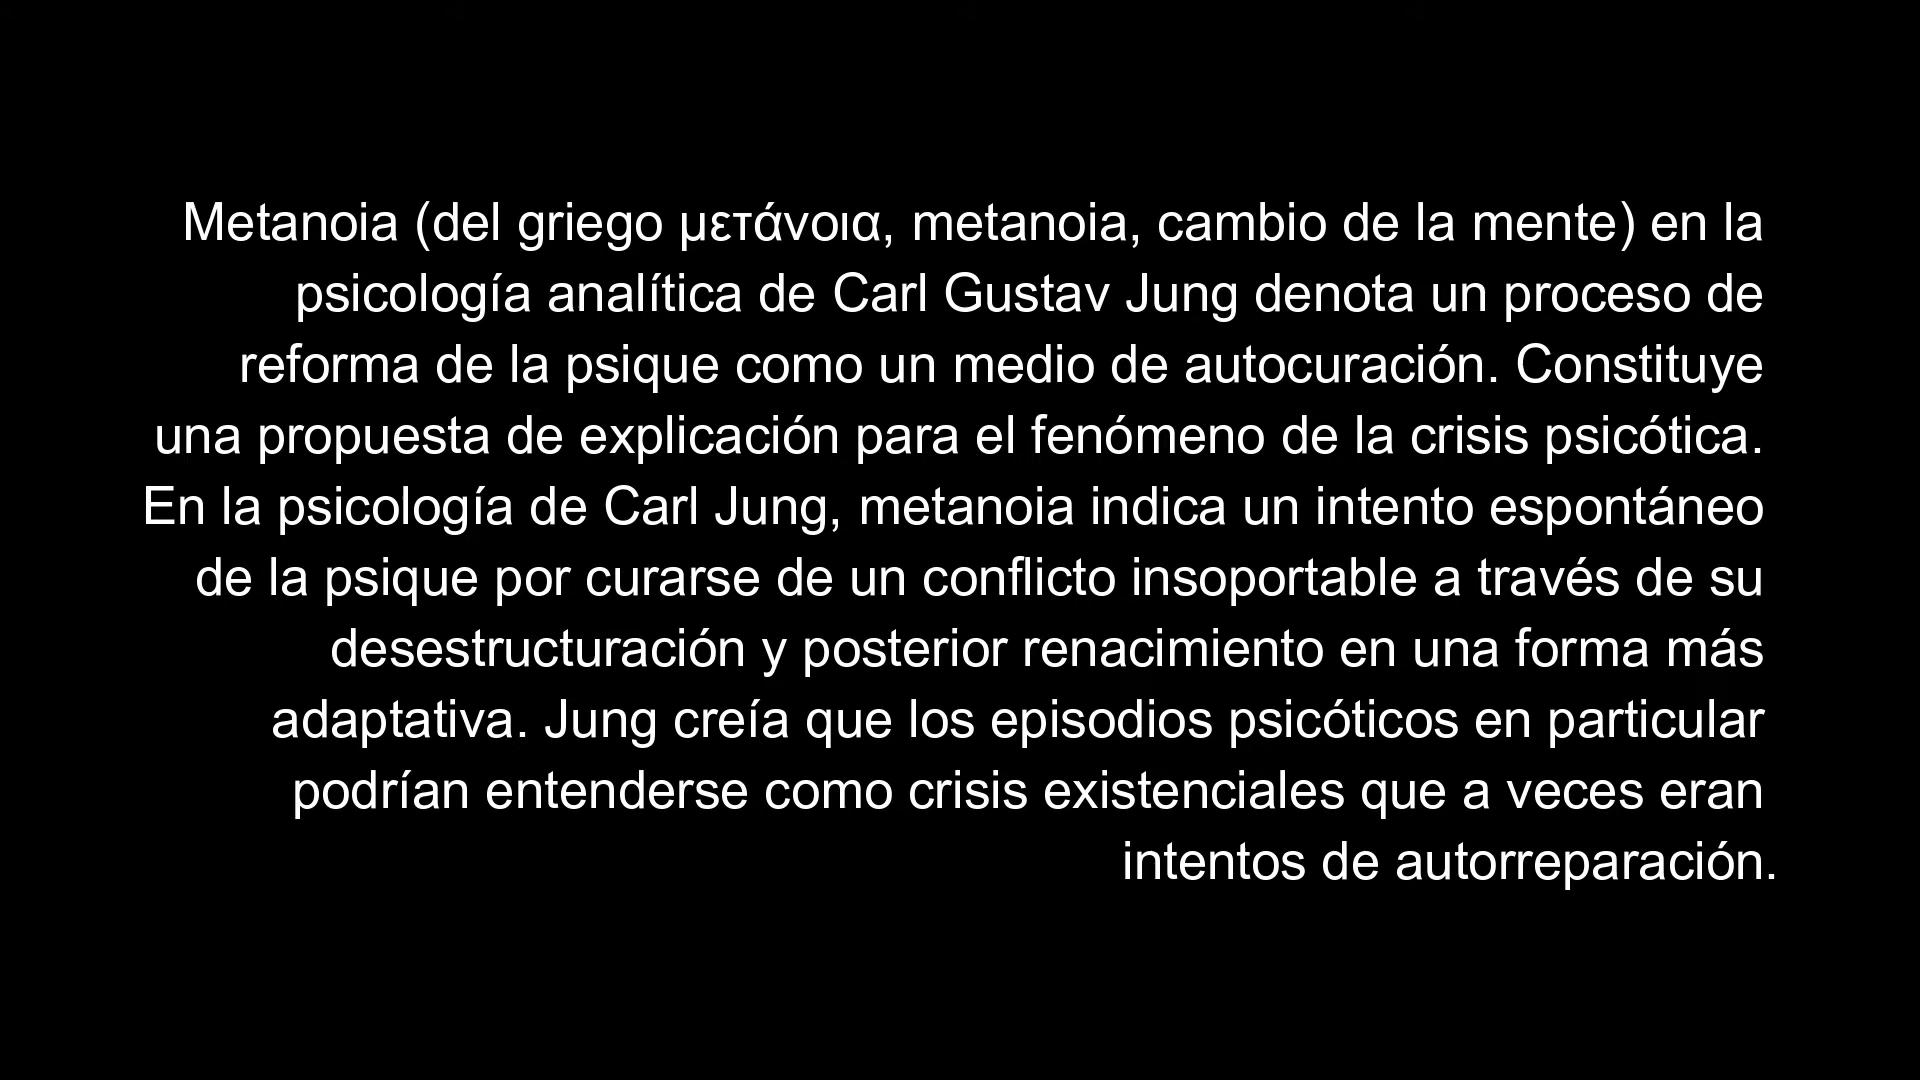 Metanoia (del griego μετάνοια, metanoia, cambio de la mente) en la
psicología analítica de Carl Gustav Jung denota un proceso de
reforma de la psique como un medio de autocuración. Constituye
una propuesta de explicación para el fenómeno de la crisis psicótica.
En la psicología de Carl Jung, metanoia indica un intento espontáneo
de la psique por curarse de un conflicto insoportable a través de su
desestructuración y posterior renacimiento en una forma más
adaptativa. Jung creía que los episodios psicóticos en particular
podrían entenderse como crisis existenciales que a veces eran
intentos de autorreparación.